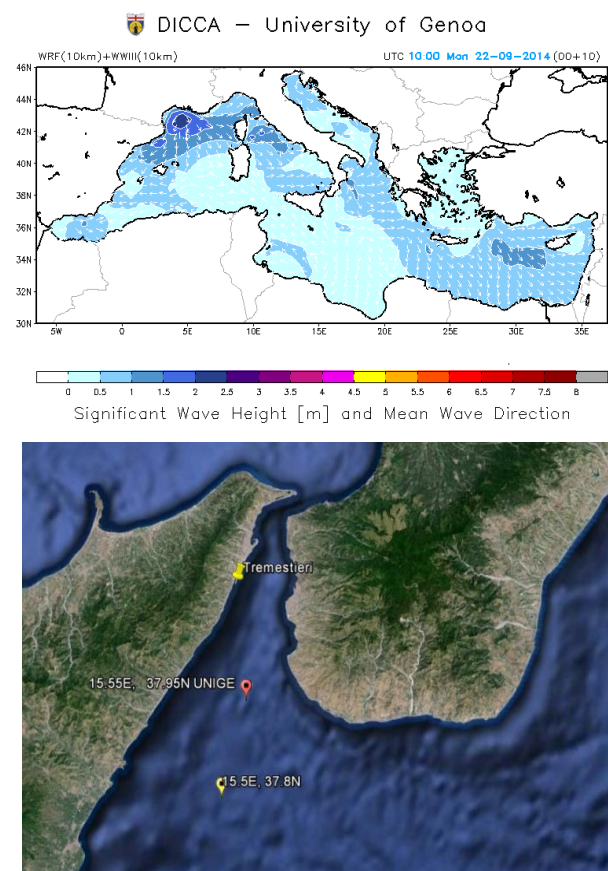 DICCA – University of Genoa
WRF(10km)+WWIII(10km) UTC 10:00 Mon 22-09-2014 (00+10)
46N
44N
42N
40N
38N
36N
34N
32N
30N
5W 0 5E 10E 15E 20E 25E 30E 35E
0 0.5 1 1.5 2 2.5 3 3.5 4 4.5 5 5.5 6 6.5 7 7.5 8
Significant Wave Height [m] and Mean Wave Direction
Tremestieri
15.55E, 37.95N UNIGE
15.5E, 37.8N